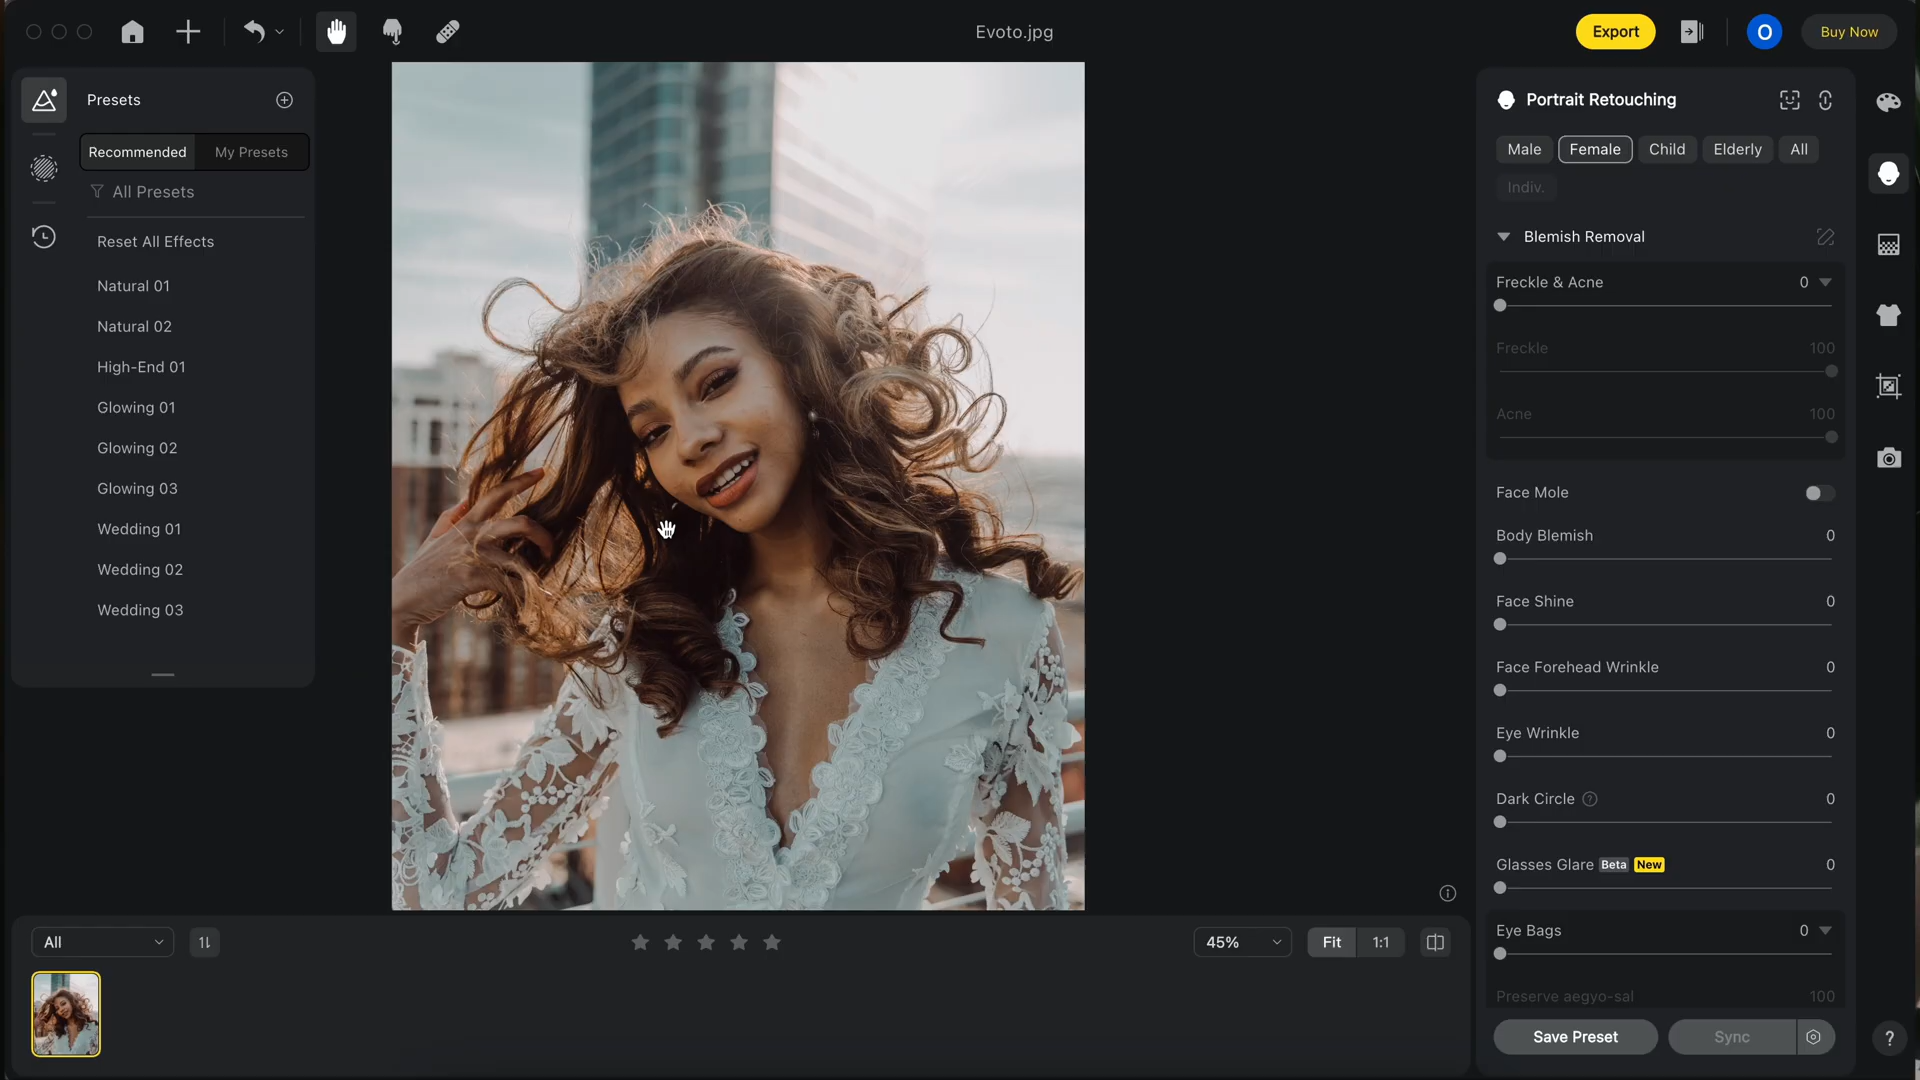 Evoto.jpg
Export
O
Buy Now
Presets
Recommended
My Presets
All Presets
Reset All Effects
Natural 01
Natural 02
High-End 01
Glowing 01
Glowing 02
Glowing 03
Wedding 01
Wedding 02
Wedding 03
Portrait Retouching
Male Female Child Elderly All
Indiv.
Blemish Removal
Freckle & Acne 0
Freckle 100
Acne 100
Face Mole
Body Blemish 0
Face Shine 0
Face Forehead Wrinkle 0
Eye Wrinkle 0
Dark Circle ? 0
Glasses Glare Beta New 0
Eye Bags 0
Preserve aegyo-sal 100
Save Preset
Sync
?
All
45%
Fit
1:1